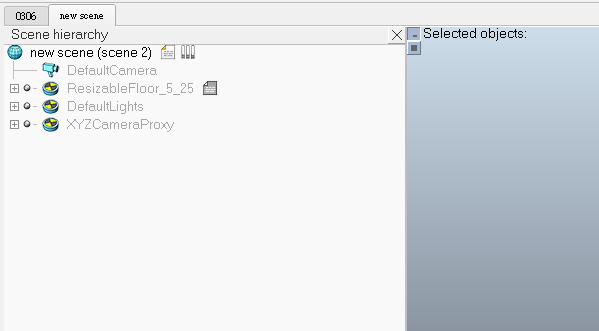 0306 new scene
Scene hierarchy
Selected objects:
new scene (scene 2)
DefaultCamera
ResizableFloor_5_25
DefaultLights
XYZCameraProxy